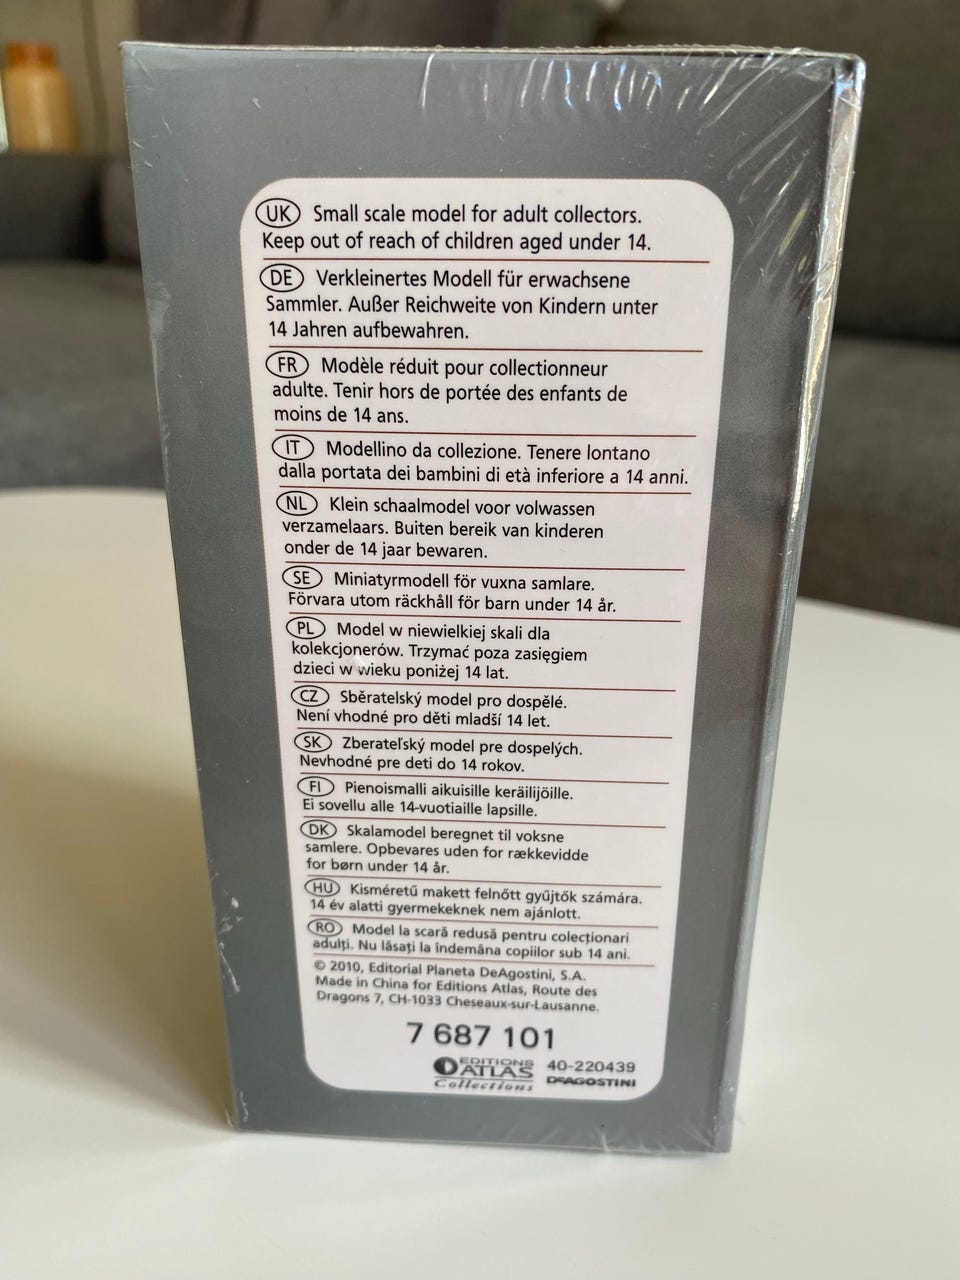 UK Small scale model for adult collectors.
Keep out of reach of children aged under 14.
DE Verkleinertes Modell für erwachsene
Sammler. Außer Reichweite von Kindern unter
14 Jahren aufbewahren.
FR Modèle réduit pour collectionneur
adulte. Tenir hors de portée des enfants de
moins de 14 ans.
IT Modellino da collezione. Tenere lontano
dalla portata dei bambini di età inferiore a 14 anni.
NL Klein schaalmodel voor volwassen
verzamelaars. Buiten bereik van kinderen
onder de 14 jaar bewaren.
SE Miniatyrmodell för vuxna samlare.
Förvara utom räckhåll för barn under 14 år.
PL Model w niewielkiej skali dla
kolekcjonerów. Trzymać poza zasięgiem
dzieci w wieku poniżej 14 lat.
CZ Sběratelský model pro dospělé.
Není vhodné pro děti mladší 14 let.
SK Zberateľský model pre dospelých.
Nevhodné pre deti do 14 rokov.
FI Pienoismalli aikuisille keräilijöille.
Ei sovellu alle 14-vuotiaille lapsille.
DK Skalamodel beregnet til voksne
samlere. Opbevares uden for rækkevidde
for børn under 14 år.
HU Kisméretű makett felnőtt gyűjtők számára.
14 év alatti gyermekeknek nem ajánlott.
RO Model la scară redusă pentru colecționari
adulți. Nu lăsați la îndemâna copiilor sub 14 ani.
© 2010, Editorial Planeta DeAgostini, S.A.
Made in China for Editions Atlas, Route des
Dragons 7, CH-1033 Cheseaux-sur-Lausanne.
7 687 101
EDITIONS
ATLAS
Collections
40-220439
DEAGOSTINI